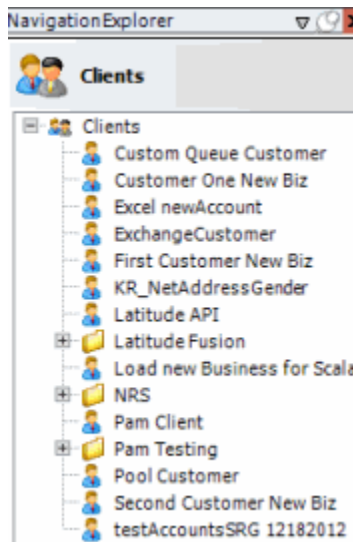 NavigationExplorer
Clients
Clients
Custom Queue Customer
Customer One New Biz
Excel newAccount
ExchangeCustomer
First Customer New Biz
KR_NetAddressGender
Latitude API
Latitude Fusion
Load new Business for Scala
NRS
Pam Client
Pam Testing
Pool Customer
Second Customer New Biz
testAccountsSRG 12182012